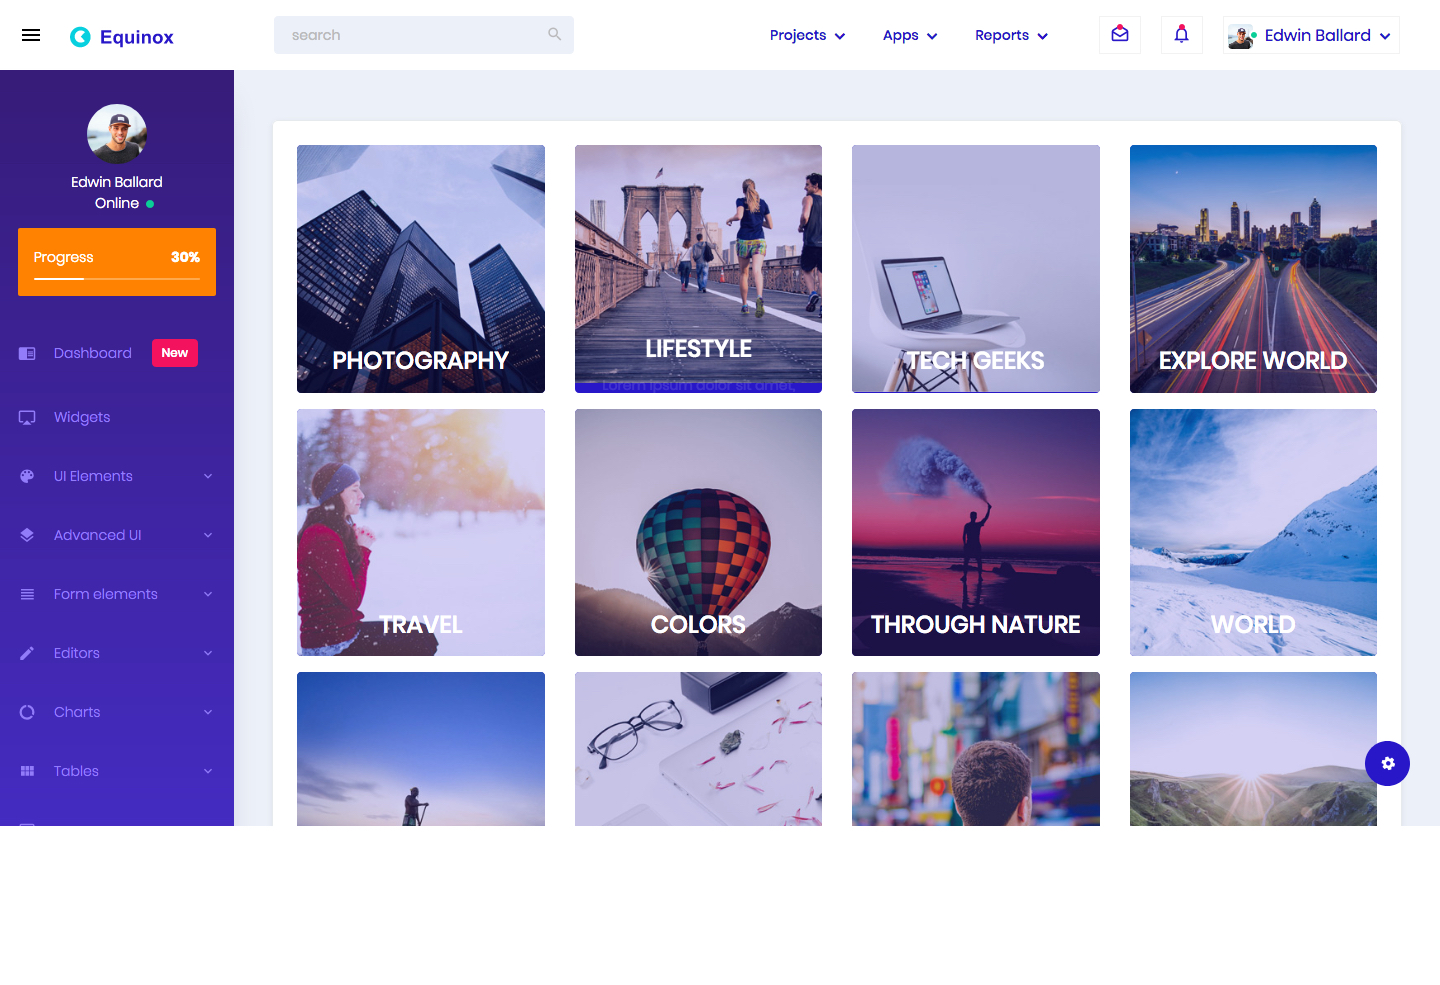 Equinox
search
Projects
Apps
Reports
Edwin Ballard
Edwin Ballard
Online
Progress 30%
Dashboard New
Widgets
UI Elements
Advanced UI
Form elements
Editors
Charts
Tables
PHOTOGRAPHY
LIFESTYLE
Lorem ipsum dolor sit amet,
TECH GEEKS
EXPLORE WORLD
TRAVEL
COLORS
THROUGH NATURE
WORLD